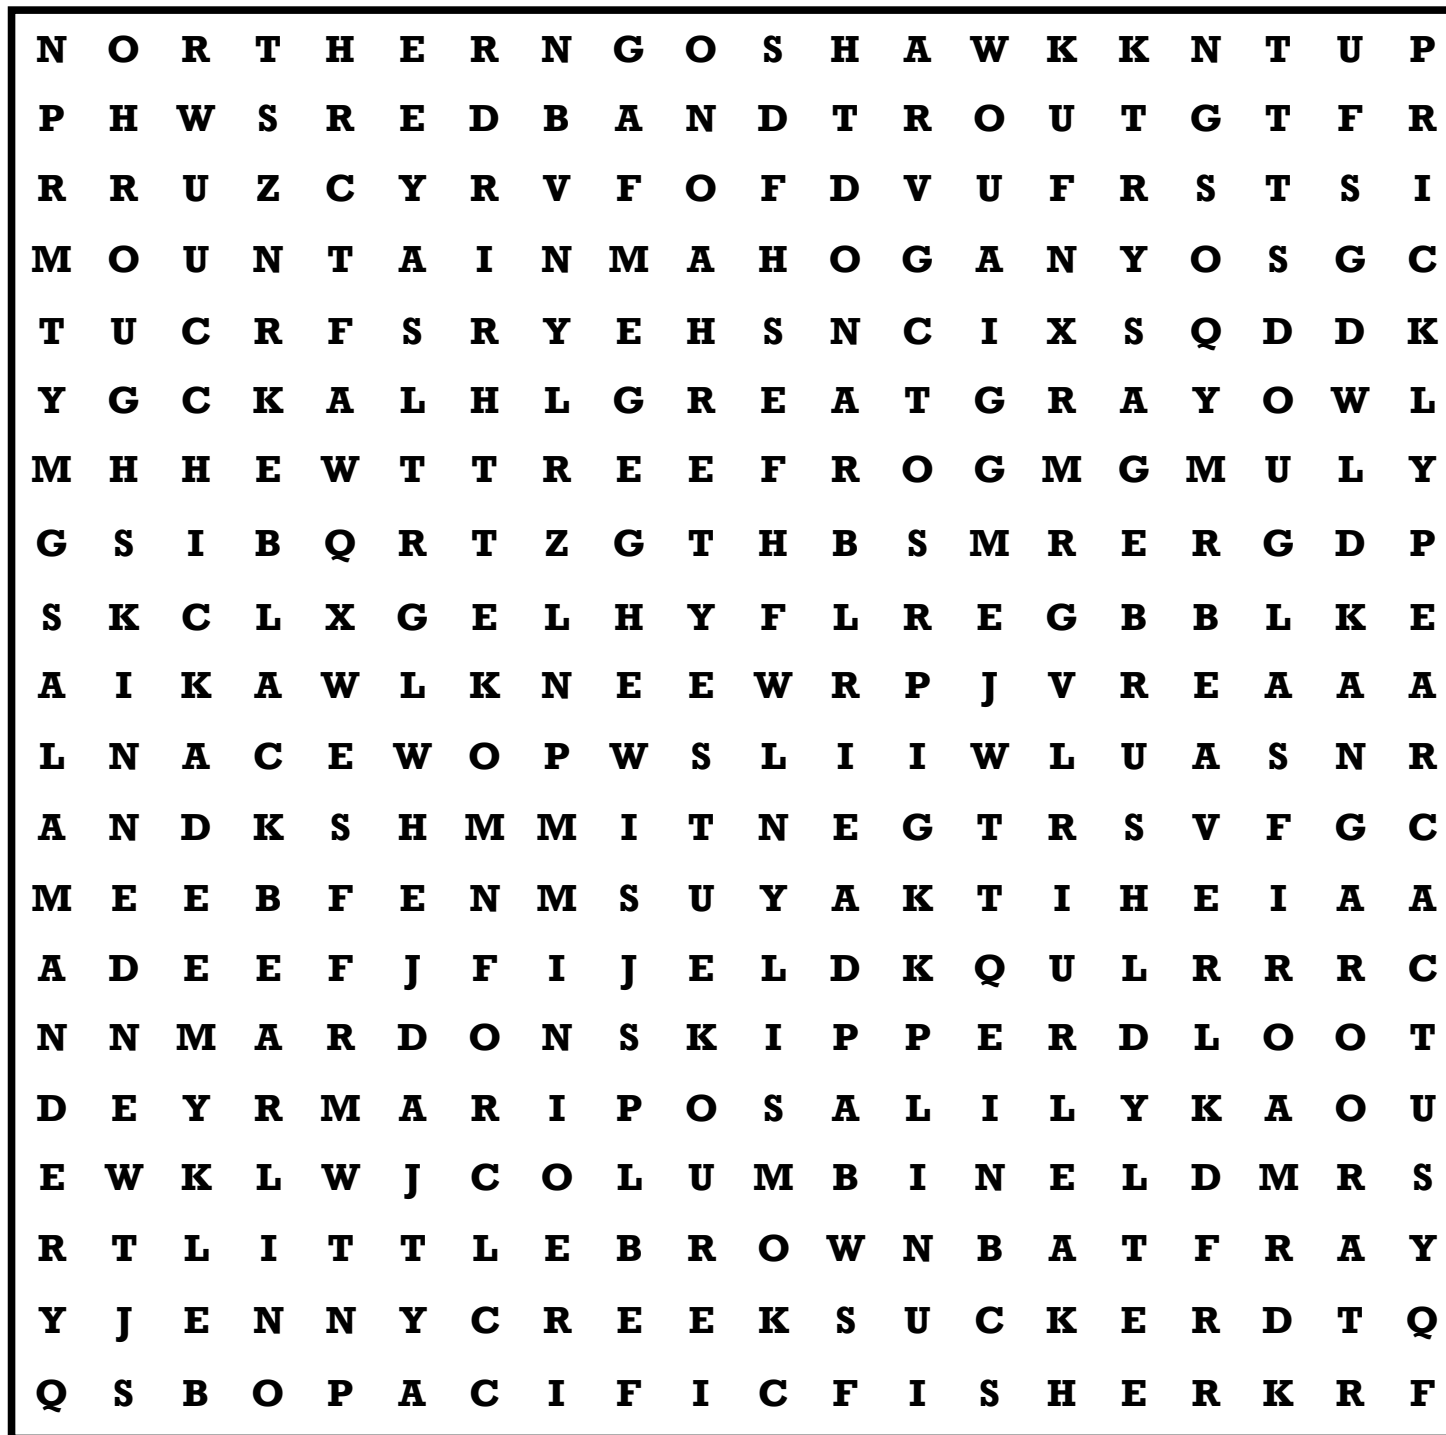 N O R T H E R N G O S H A W K K N T U P
P H W S R E D B A N D T R O U T G T F R
R R U Z C Y R V F O F D V U F R S T S I
M O U N T A I N M A H O G A N Y O S G C
T U C R F S R Y E H S N C I X S Q D D K
Y G C K A L H L G R E A T G R A Y O W L
M H H E W T T R E E F R O G M G M U L Y
G S I B Q R T Z G T H B S M R E R G D P
S K C L X G E L H Y F L R E G B B L K E
A I K A W L K N E E W R P J V R E A A A
L N A C E W O P W S L I I W L U A S N R
A N D K S H M M I T N E G T R S V F G C
M E E B F E N M S U Y A K T I H E I A A
A D E E F J F I J E L D K Q U L R R R C
N N M A R D O N S K I P P E R D L O O T
D E Y R M A R I P O S A L I L Y K A O U
E W K L W J C O L U M B I N E L D M R S
R T L I T T L E B R O W N B A T F R A Y
Y J E N N Y C R E E K S U C K E R D T Q
Q S B O P A C I F I C F I S H E R K R F